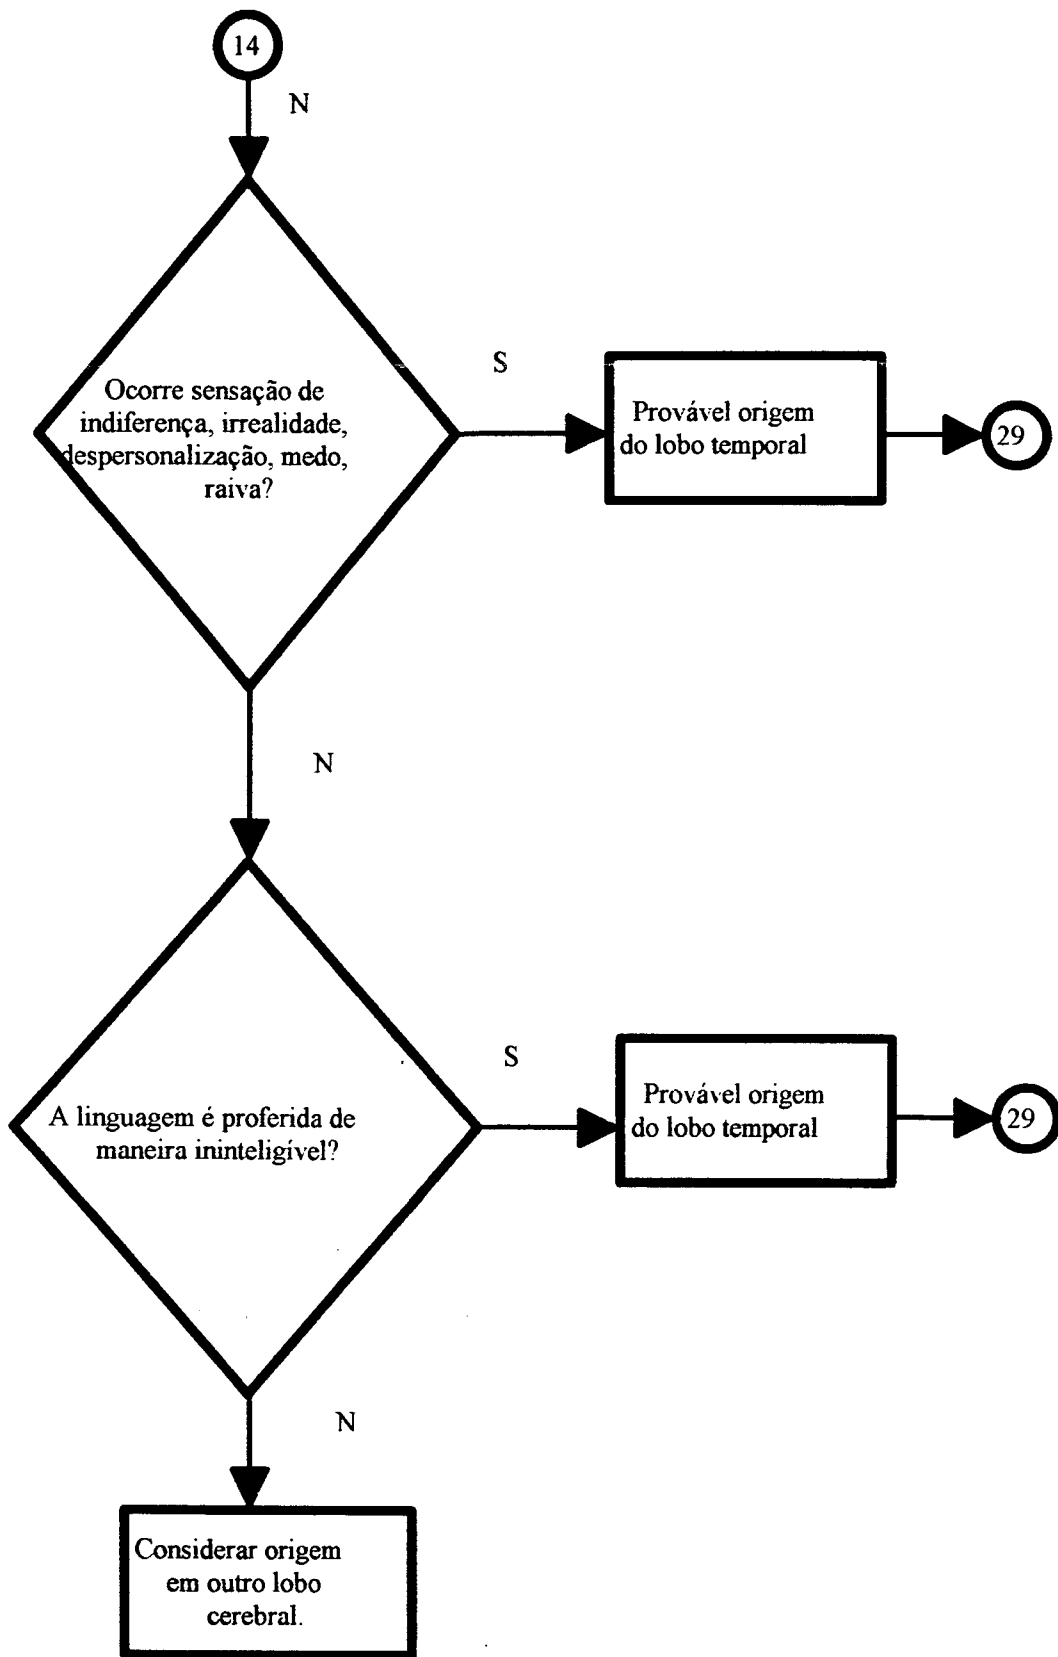 14
N
Ocorre sensação de
indiferença, irrealidade,
despersonalização, medo,
raiva?
S
Provável origem
do lobo temporal
29
N
A linguagem é proferida de
maneira ininteligível?
S
Provável origem
do lobo temporal
29
N
Considerar origem
em outro lobo
cerebral.